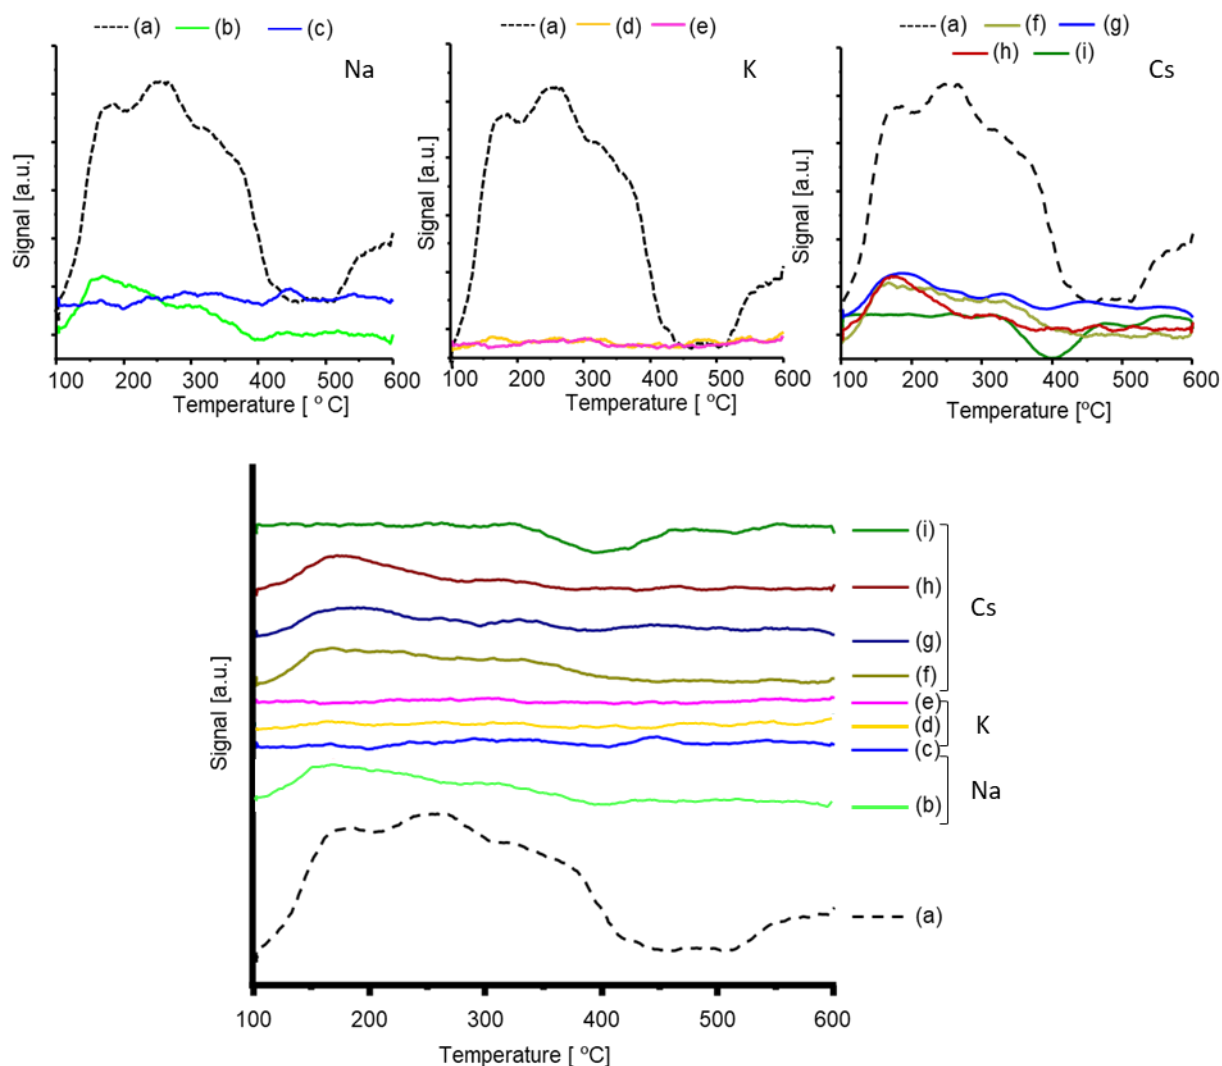 (a) (b) (c)
Na
Signal [a.u.]
100 200 300 400 500 600
Temperature [ °C]
(a) (d) (e)
K
Signal [a.u.]
100 200 300 400 500 600
Temperature [ °C]
(a) (f) (g)
(h) (i)
Cs
Signal [a.u.]
100 200 300 400 500 600
Temperature [°C]
(i)
(h)
Cs
(g)
(f)
(e)
(d)
K
(c)
Na
(b)
(a)
Signal [a.u.]
100 200 300 400 500 600
Temperature [ °C]